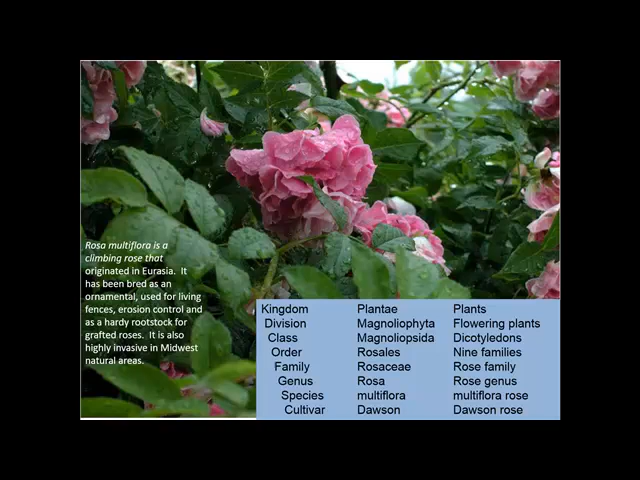 Rosa multiflora is a
climbing rose that
originated in Eurasia. It
has been bred as an
ornamental, used for living
fences, erosion control and
as a hardy rootstock for
grafted roses. It is also
highly invasive in Midwest
natural areas.
Kingdom Plantae Plants
Division Magnoliophyta Flowering plants
Class Magnoliopsida Dicotyledons
Order Rosales Nine families
Family Rosaceae Rose family
Genus Rosa Rose genus
Species multiflora multiflora rose
Cultivar Dawson Dawson rose